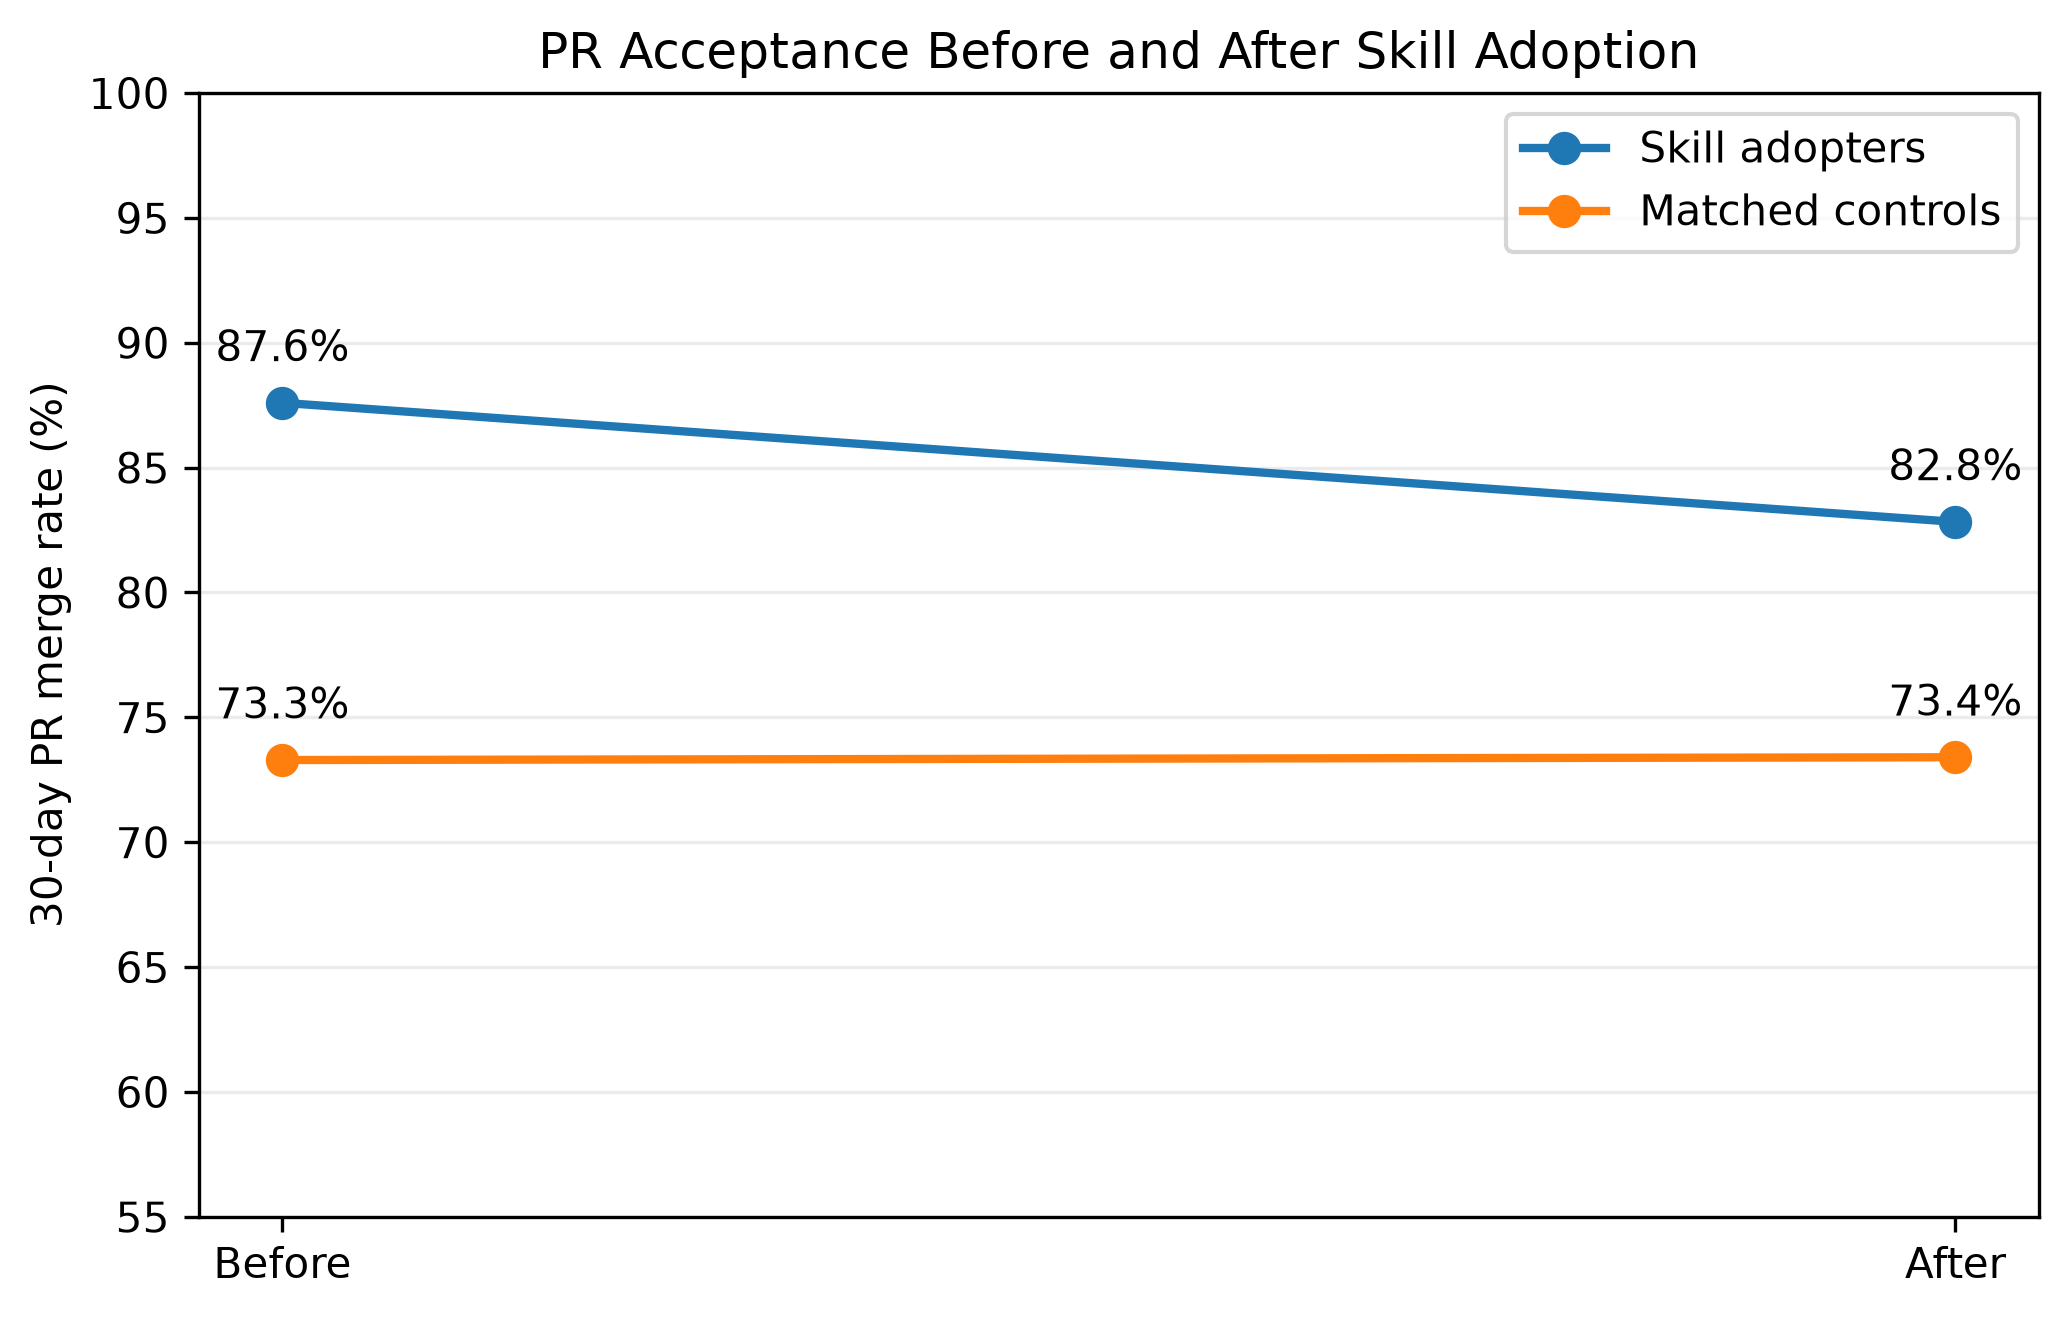 PR Acceptance Before and After Skill Adoption
100
95
90
85
80
75
70
65
60
55
30-day PR merge rate (%)
Skill adopters
Matched controls
87.6%
82.8%
73.3%
73.4%
Before
After